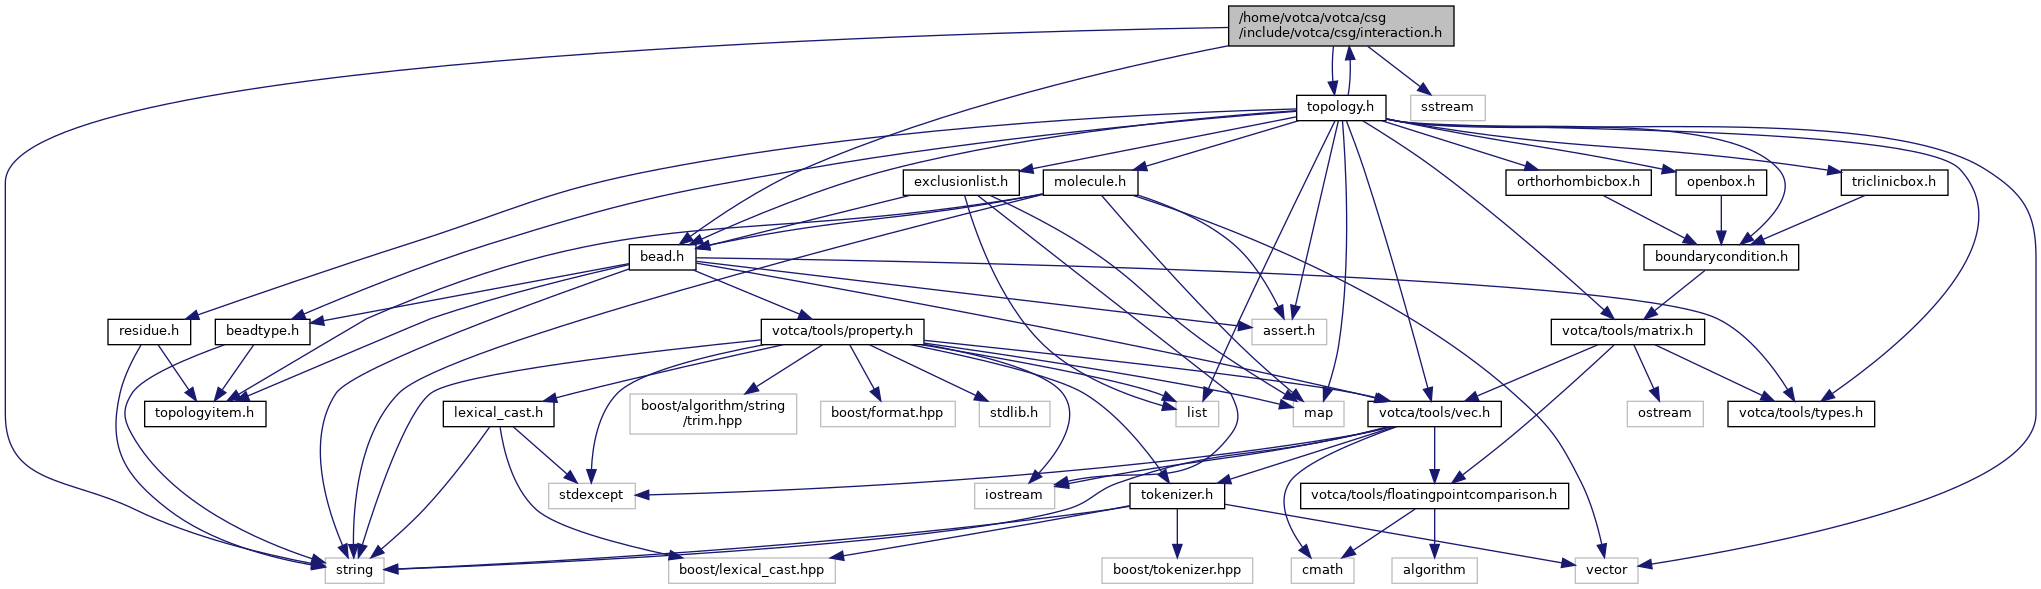 /home/votca/votca/csg
/include/votca/csg/interaction.h
topology.h
sstream
exclusionlist.h
molecule.h
orthorhombicbox.h
openbox.h
triclinicbox.h
bead.h
boundarycondition.h
residue.h
beadtype.h
votca/tools/property.h
assert.h
votca/tools/matrix.h
topologyitem.h
lexical_cast.h
boost/algorithm/string
/trim.hpp
boost/format.hpp
stdlib.h
list
map
votca/tools/vec.h
ostream
votca/tools/types.h
stdexcept
iostream
tokenizer.h
votca/tools/floatingpointcomparison.h
string
boost/lexical_cast.hpp
boost/tokenizer.hpp
cmath
algorithm
vector